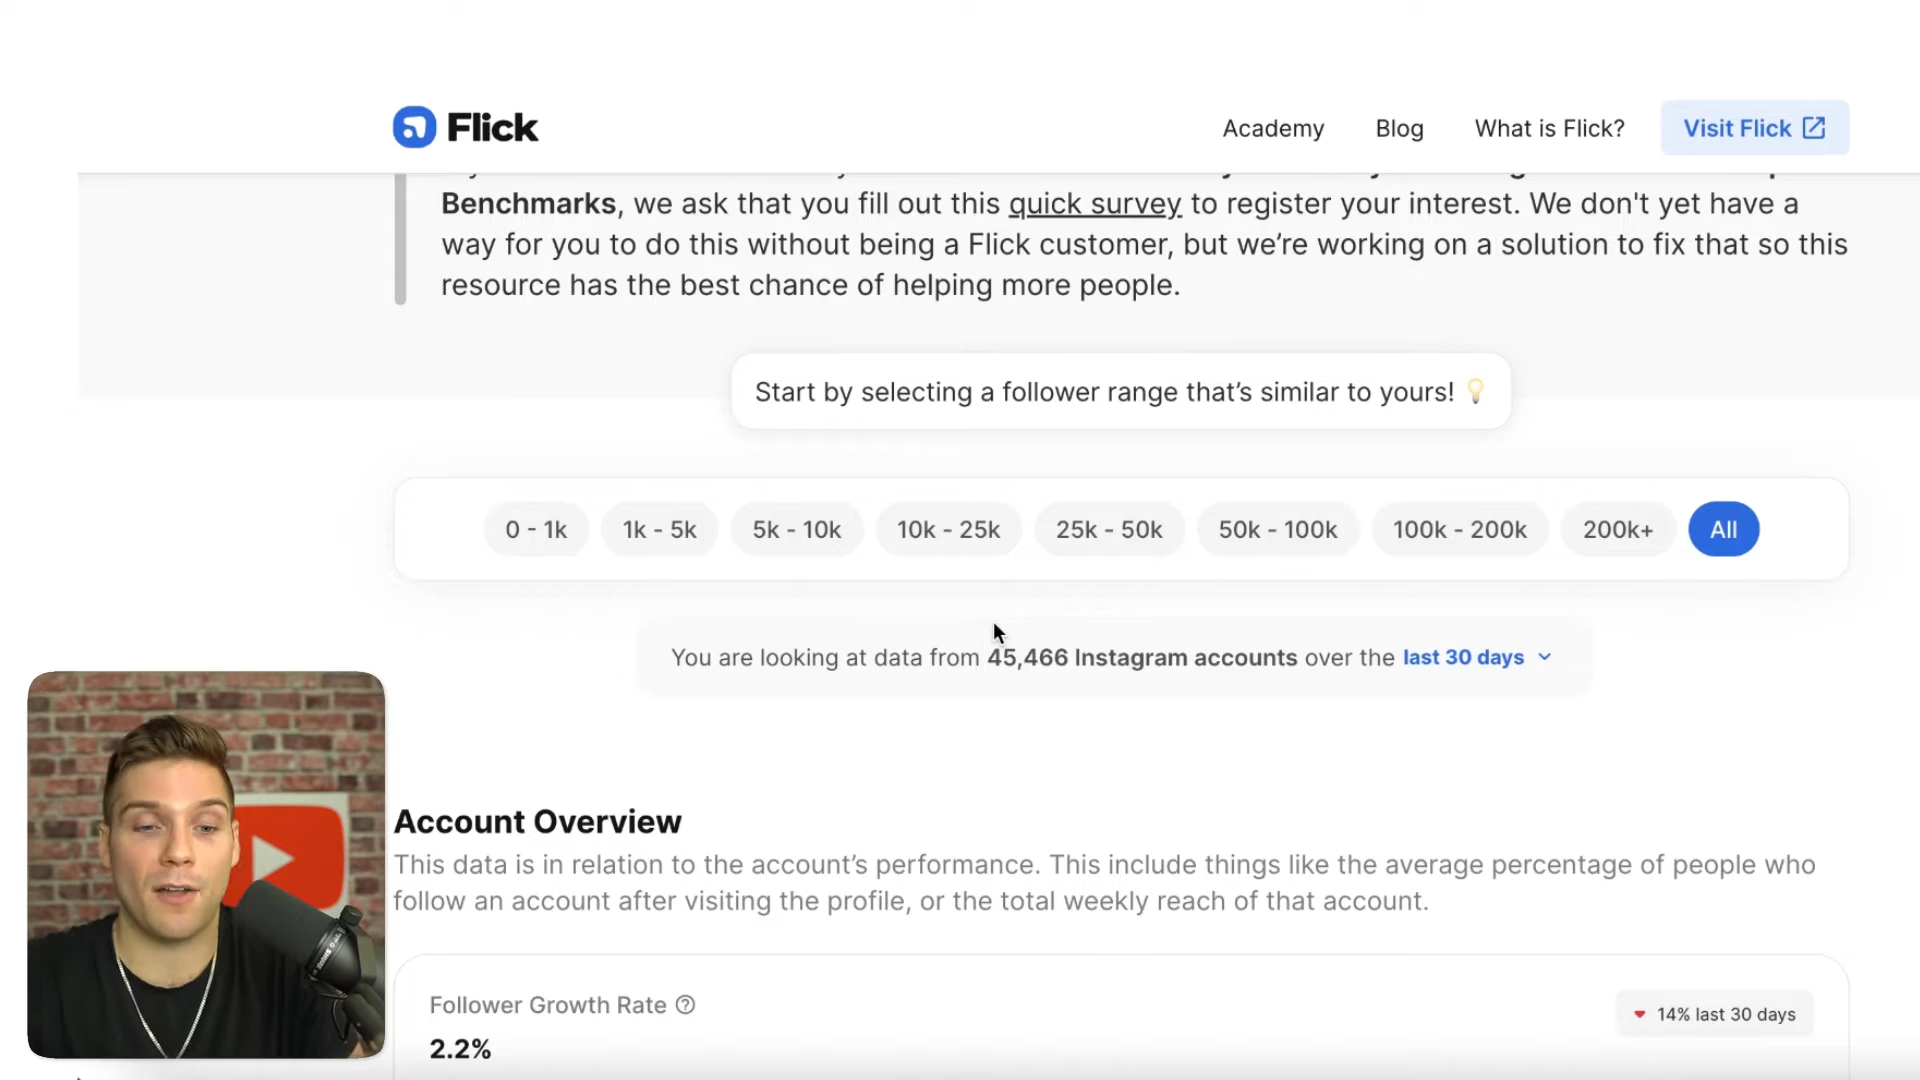 Flick
Academy Blog What is Flick? Visit Flick
Benchmarks, we ask that you fill out this quick survey to register your interest. We don't yet have a
way for you to do this without being a Flick customer, but we’re working on a solution to fix that so this
resource has the best chance of helping more people.
Start by selecting a follower range that’s similar to yours! 💡
0 - 1k 1k - 5k 5k - 10k 10k - 25k 25k - 50k 50k - 100k 100k - 200k 200k+ All
You are looking at data from 45,466 Instagram accounts over the last 30 days
Account Overview
This data is in relation to the account’s performance. This include things like the average percentage of people who
follow an account after visiting the profile, or the total weekly reach of that account.
Follower Growth Rate
14% last 30 days
2.2%